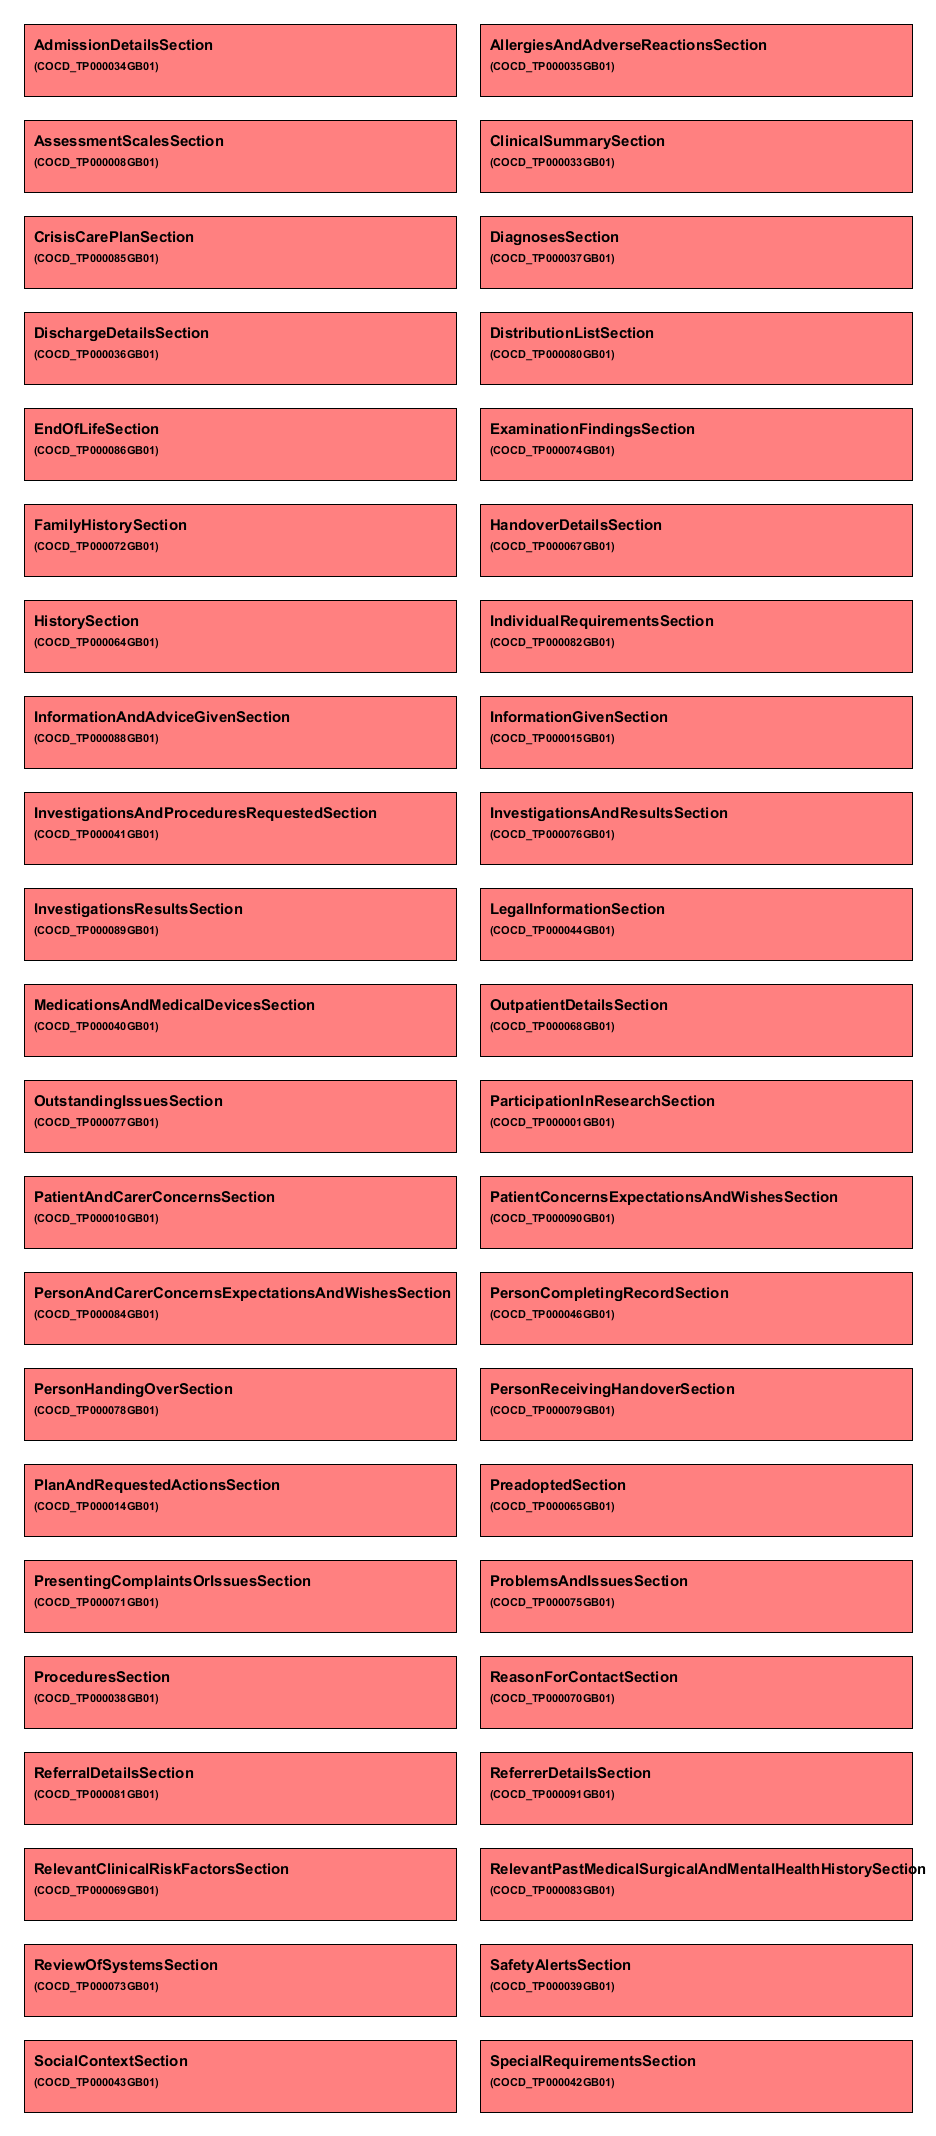 AdmissionDetailsSection
(COCD_TP000034GB01)
AllergiesAndAdverseReactionsSection
(COCD_TP000035GB01)
AssessmentScalesSection
(COCD_TP000008GB01)
ClinicalSummarySection
(COCD_TP000033GB01)
CrisisCarePlanSection
(COCD_TP000085GB01)
DiagnosesSection
(COCD_TP000037GB01)
DischargeDetailsSection
(COCD_TP000036GB01)
DistributionListSection
(COCD_TP000080GB01)
EndOfLifeSection
(COCD_TP000086GB01)
ExaminationFindingsSection
(COCD_TP000074GB01)
FamilyHistorySection
(COCD_TP000072GB01)
HandoverDetailsSection
(COCD_TP000067GB01)
HistorySection
(COCD_TP000064GB01)
IndividualRequirementsSection
(COCD_TP000082GB01)
InformationAndAdviceGivenSection
(COCD_TP000088GB01)
InformationGivenSection
(COCD_TP000015GB01)
InvestigationsAndProceduresRequestedSection
(COCD_TP000041GB01)
InvestigationsAndResultsSection
(COCD_TP000076GB01)
InvestigationsResultsSection
(COCD_TP000089GB01)
LegalInformationSection
(COCD_TP000044GB01)
MedicationsAndMedicalDevicesSection
(COCD_TP000040GB01)
OutpatientDetailsSection
(COCD_TP000068GB01)
OutstandingIssuesSection
(COCD_TP000077GB01)
ParticipationInResearchSection
(COCD_TP000001GB01)
PatientAndCarerConcernsSection
(COCD_TP000010GB01)
PatientConcernsExpectationsAndWishesSection
(COCD_TP000090GB01)
PersonAndCarerConcernsExpectationsAndWishesSection
(COCD_TP000084GB01)
PersonCompletingRecordSection
(COCD_TP000046GB01)
PersonHandingOverSection
(COCD_TP000078GB01)
PersonReceivingHandoverSection
(COCD_TP000079GB01)
PlanAndRequestedActionsSection
(COCD_TP000014GB01)
PreadoptedSection
(COCD_TP000065GB01)
PresentingComplaintsOrIssuesSection
(COCD_TP000071GB01)
ProblemsAndIssuesSection
(COCD_TP000075GB01)
ProceduresSection
(COCD_TP000038GB01)
ReasonForContactSection
(COCD_TP000070GB01)
ReferralDetailsSection
(COCD_TP000081GB01)
ReferrerDetailsSection
(COCD_TP000091GB01)
RelevantClinicalRiskFactorsSection
(COCD_TP000069GB01)
RelevantPastMedicalSurgicalAndMentalHealthHistorySection
(COCD_TP000083GB01)
ReviewOfSystemsSection
(COCD_TP000073GB01)
SafetyAlertsSection
(COCD_TP000039GB01)
SocialContextSection
(COCD_TP000043GB01)
SpecialRequirementsSection
(COCD_TP000042GB01)